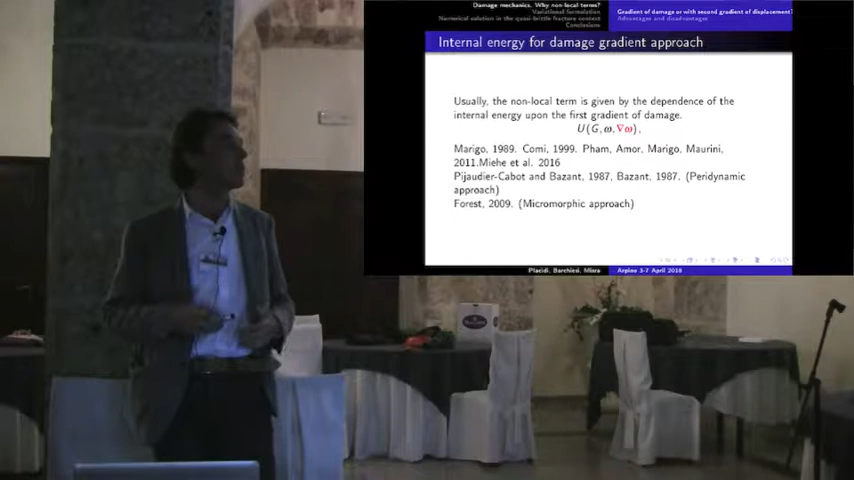 Damage mechanics. Why non-local terms?
Variational formulation
Numerical solution in the quasi-brittle fracture context
Conclusions
Gradient of damage or with second gradient of displacement?
Advantages and disadvantages
Internal energy for damage gradient approach
Usually, the non-local term is given by the dependence of the
internal energy upon the first gradient of damage.
U(G, ω, ∇ω),
Marigo, 1989. Comi, 1999. Pham, Amor, Marigo, Maurini,
2011.Miehe et al. 2016
Pijaudier-Cabot and Bazant, 1987, Bazant, 1987. (Peridynamic
approach)
Forest, 2009. (Micromorphic approach)
Placidi, Barchiesi, Misra
Arpino 3-7 April 2018